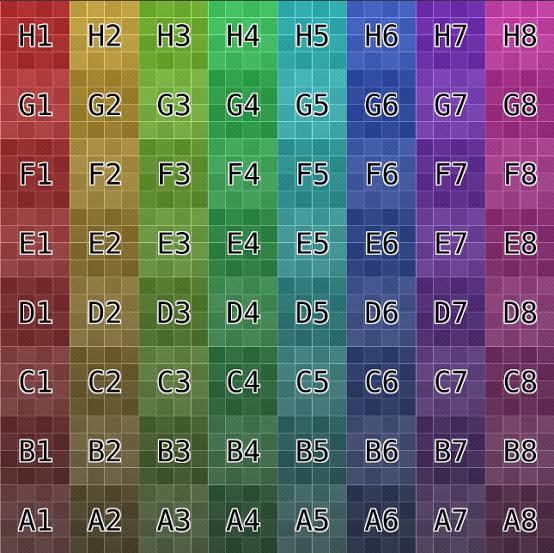 H1 H2 H3 H4 H5 H6 H7 H8
G1 G2 G3 G4 G5 G6 G7 G8
F1 F2 F3 F4 F5 F6 F7 F8
E1 E2 E3 E4 E5 E6 E7 E8
D1 D2 D3 D4 D5 D6 D7 D8
C1 C2 C3 C4 C5 C6 C7 C8
B1 B2 B3 B4 B5 B6 B7 B8
A1 A2 A3 A4 A5 A6 A7 A8